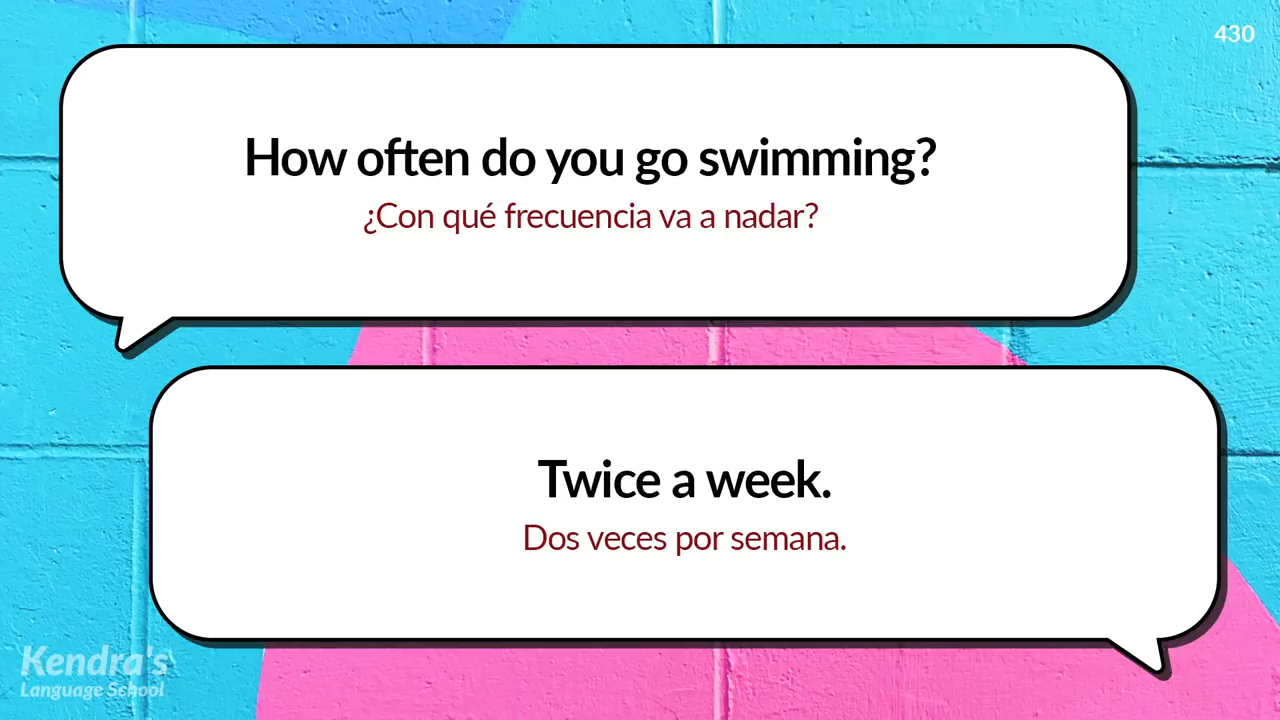 430
How often do you go swimming?
¿Con qué frecuencia va a nadar?
Twice a week.
Dos veces por semana.
Kendra's
Language School